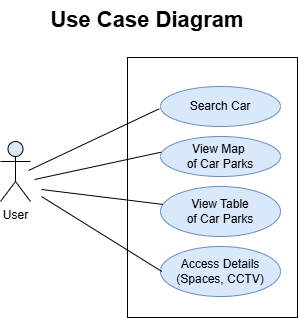 Use Case Diagram
Search Car
View Map
of Car Parks
View Table
of Car Parks
Access Details
(Spaces, CCTV)
User